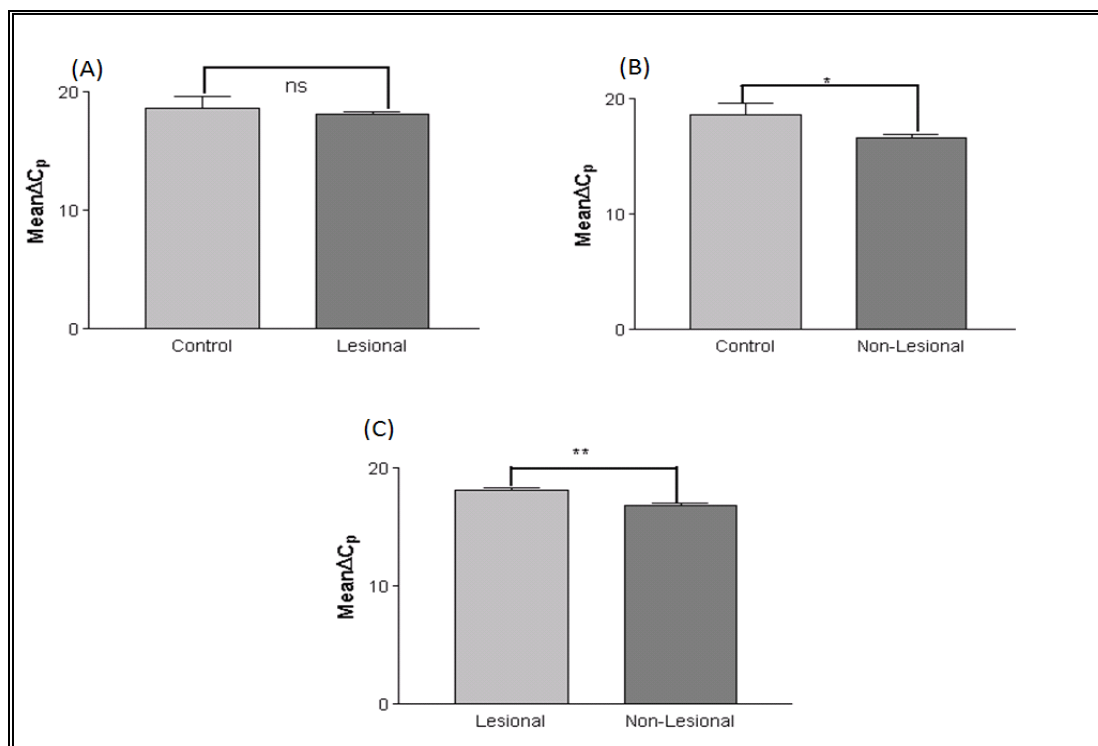 (A)
ns
20
10
0
MeanΔCp
Control Lesional
(B)
*
20
10
0
MeanΔCp
Control Non-Lesional
(C)
**
20
10
0
MeanΔCp
Lesional Non-Lesional